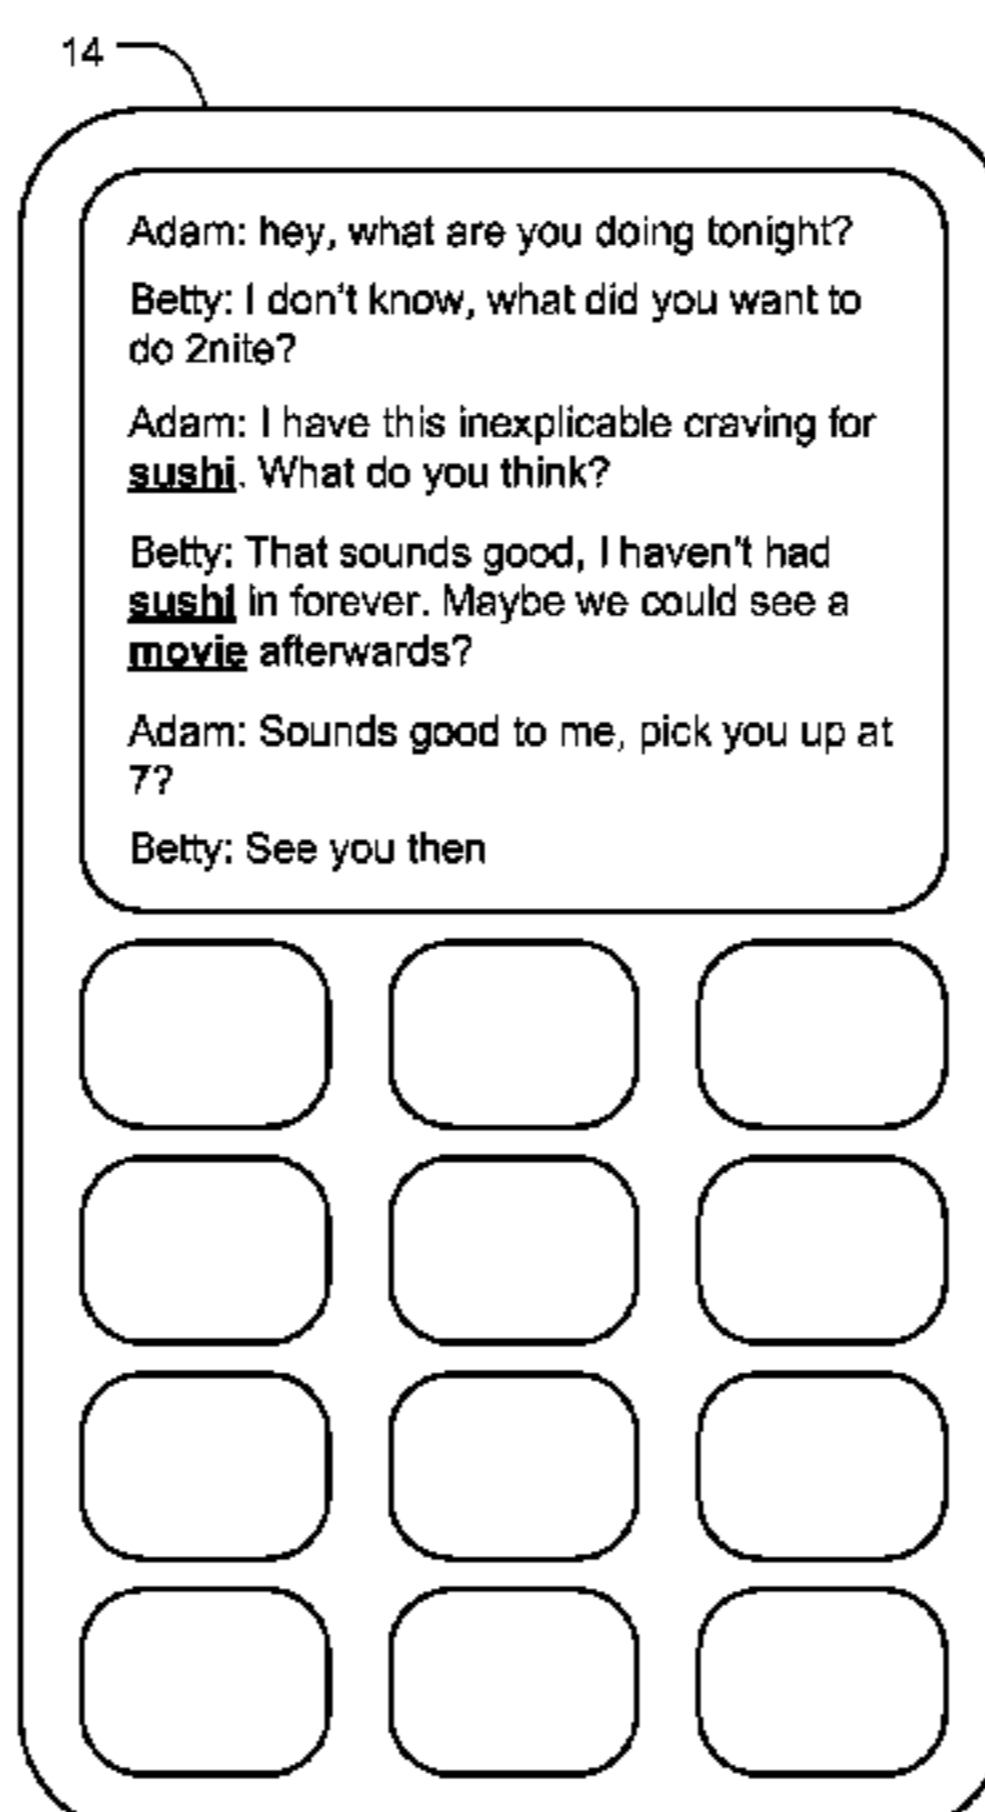 14
Adam: hey, what are you doing tonight?
Betty: I don't know, what did you want to
do 2nite?
Adam: I have this inexplicable craving for
sushi. What do you think?
Betty: That sounds good, I haven't had
sushi in forever. Maybe we could see a
movie afterwards?
Adam: Sounds good to me, pick you up at
7?
Betty: See you then